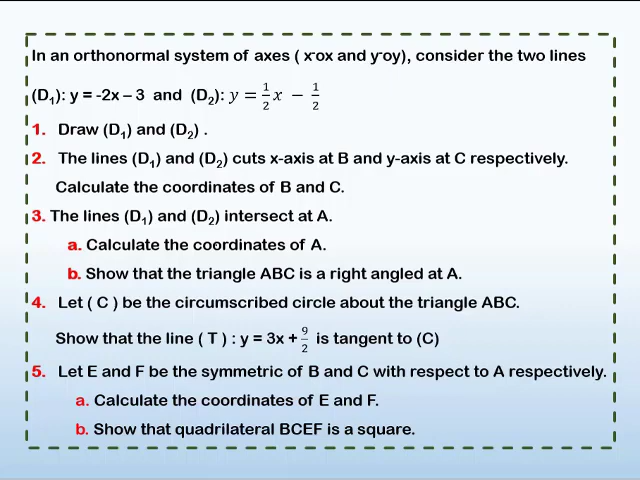 In an orthonormal system of axes ( x'ox and y'oy), consider the two lines
(D₁): y = -2x – 3 and (D₂): y = 1/2 x − 1/2
1. Draw (D₁) and (D₂) .
2. The lines (D₁) and (D₂) cuts x-axis at B and y-axis at C respectively.
Calculate the coordinates of B and C.
3. The lines (D₁) and (D₂) intersect at A.
a. Calculate the coordinates of A.
b. Show that the triangle ABC is a right angled at A.
4. Let ( C ) be the circumscribed circle about the triangle ABC.
Show that the line ( T ) : y = 3x + 9/2 is tangent to (C)
5. Let E and F be the symmetric of B and C with respect to A respectively.
a. Calculate the coordinates of E and F.
b. Show that quadrilateral BCEF is a square.